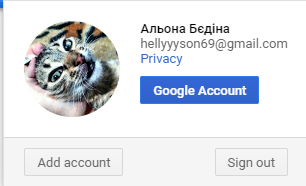 Альона Бєдіна
hellyyyson69@gmail.com
Privacy
Google Account
Add account
Sign out